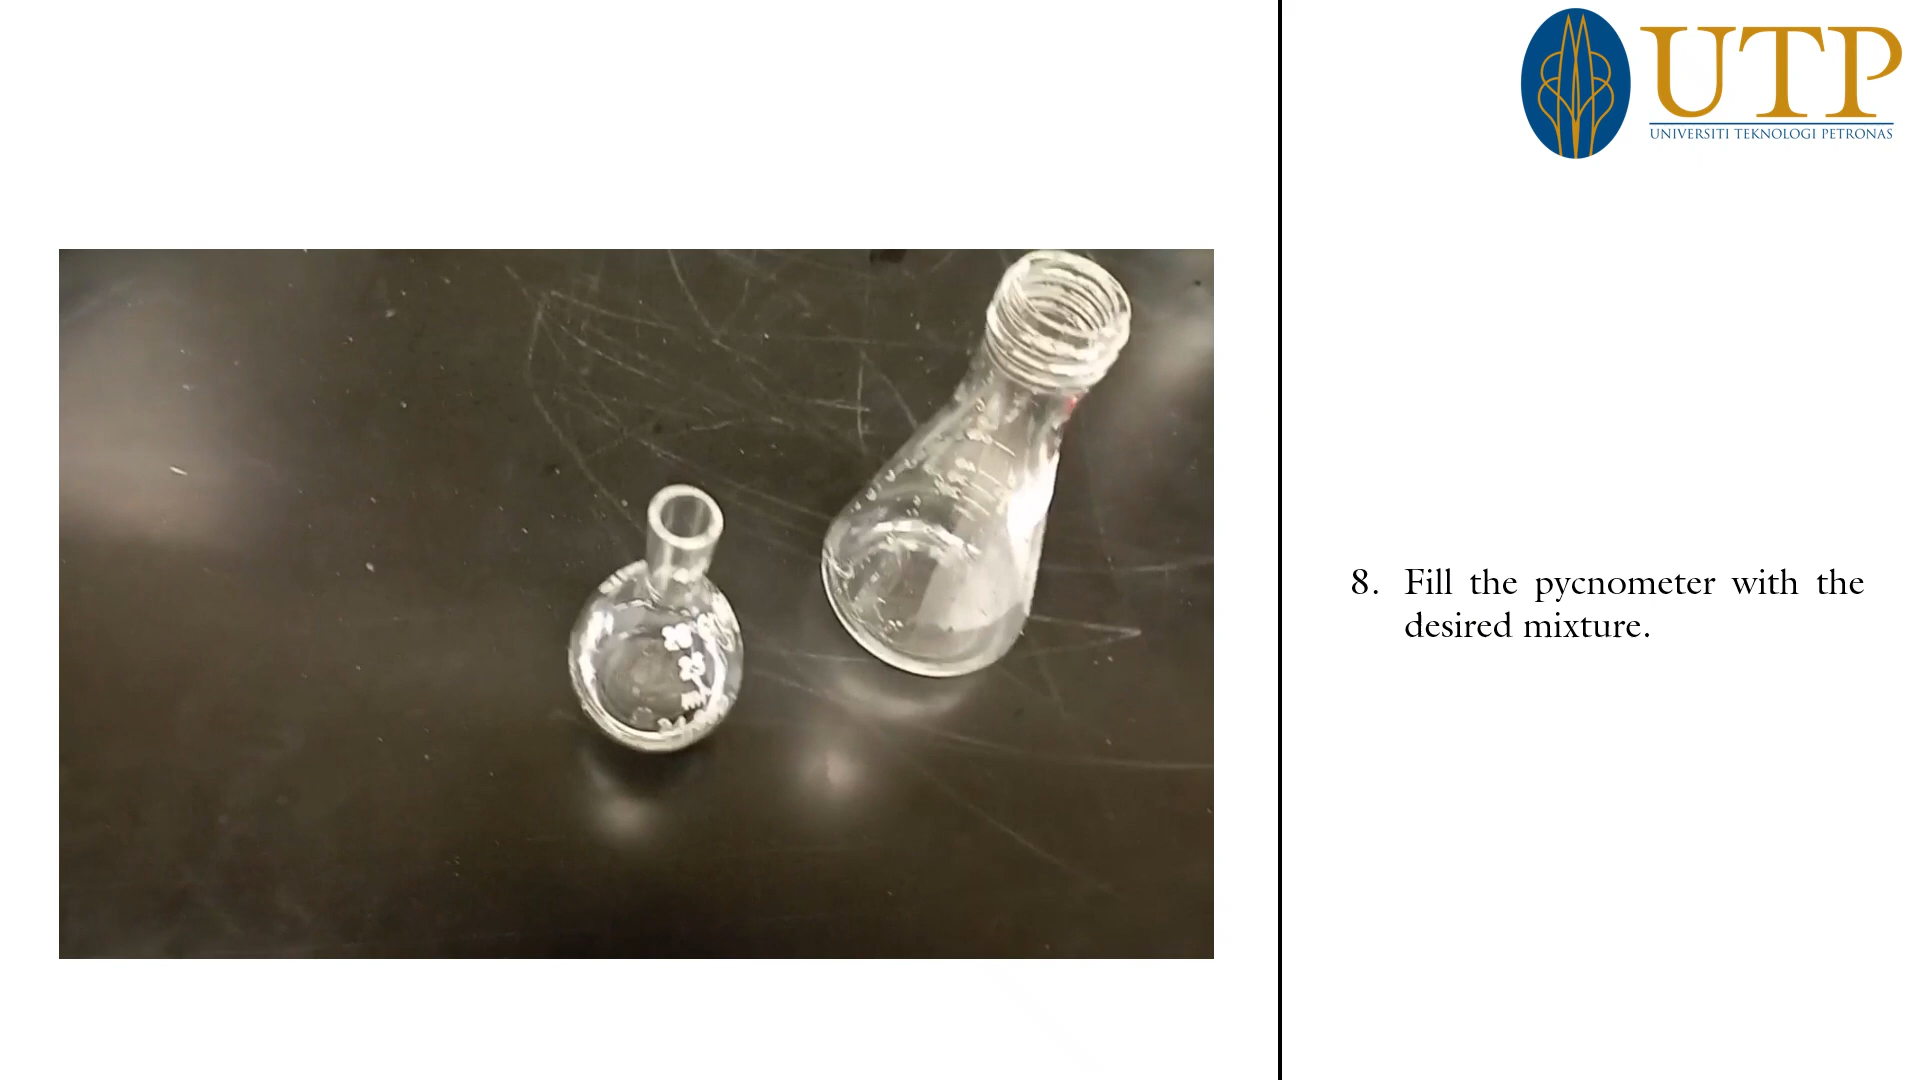 UTP
UNIVERSITI TEKNOLOGI PETRONAS
8. Fill the pycnometer with the
desired mixture.